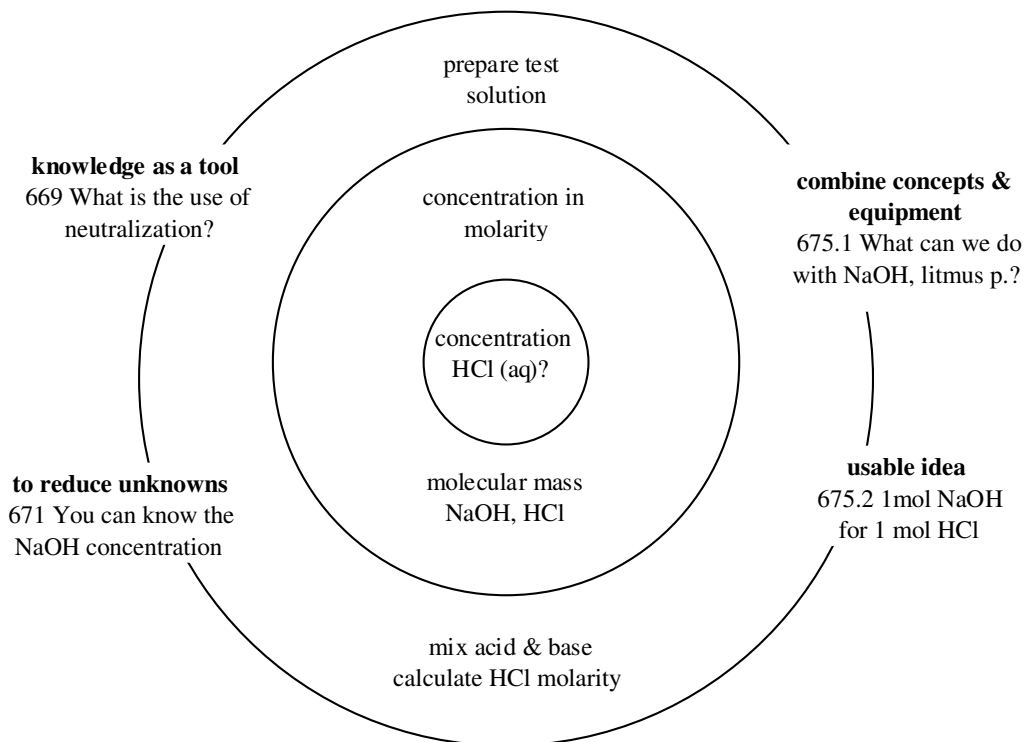 prepare test
solution
knowledge as a tool
669 What is the use of
neutralization?
combine concepts &
equipment
675.1 What can we do
with NaOH, litmus p.?
concentration in
molarity
concentration
HCl (aq)?
to reduce unknowns
671 You can know the
NaOH concentration
molecular mass
NaOH, HCl
usable idea
675.2 1mol NaOH
for 1 mol HCl
mix acid & base
calculate HCl molarity